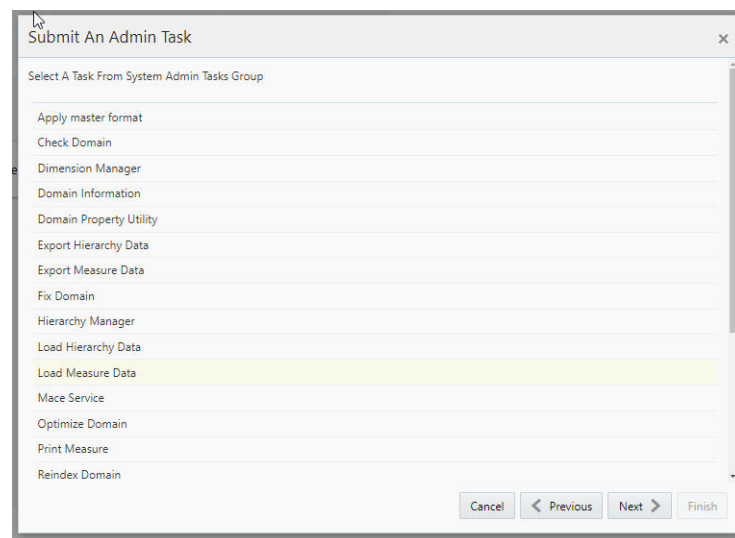 Submit An Admin Task
Select A Task From System Admin Tasks Group
Apply master format
Check Domain
Dimension Manager
Domain Information
Domain Property Utility
Export Hierarchy Data
Export Measure Data
Fix Domain
Hierarchy Manager
Load Hierarchy Data
Load Measure Data
Mace Service
Optimize Domain
Print Measure
Reindex Domain
Cancel Previous Next Finish